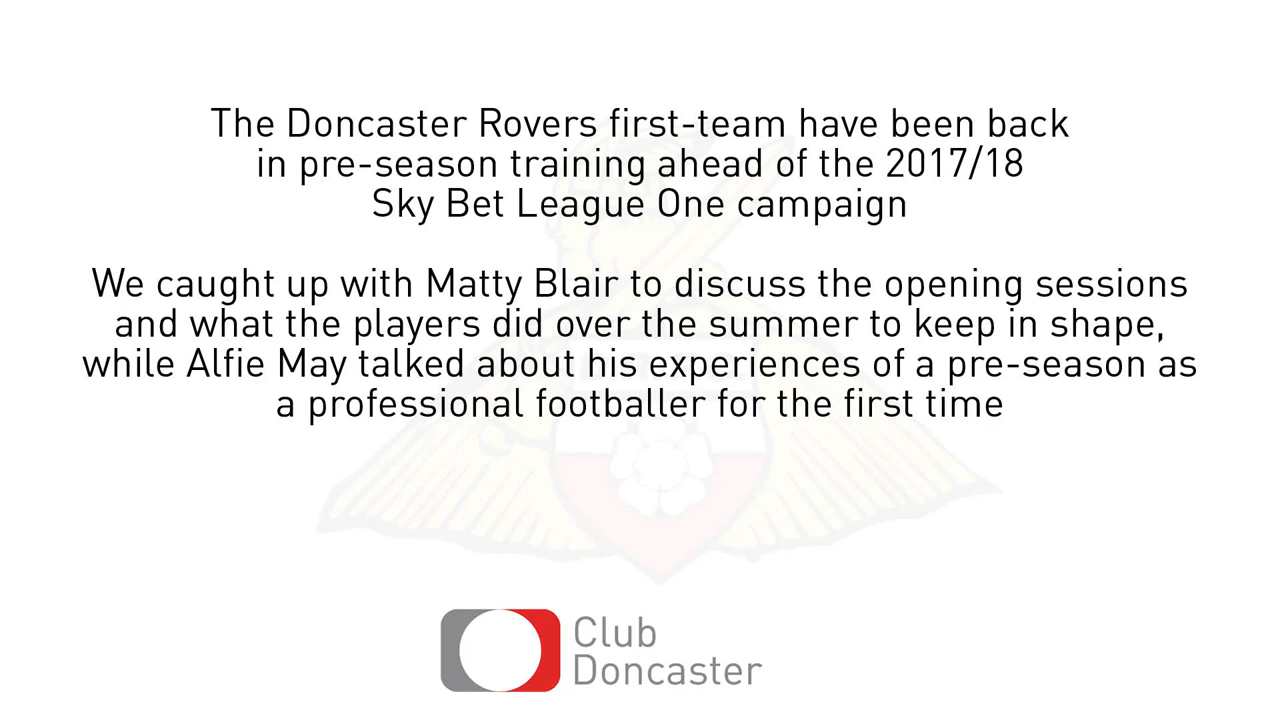 The Doncaster Rovers first-team have been back
in pre-season training ahead of the 2017/18
Sky Bet League One campaign
We caught up with Matty Blair to discuss the opening sessions
and what the players did over the summer to keep in shape,
while Alfie May talked about his experiences of a pre-season as
a professional footballer for the first time
Club
Doncaster